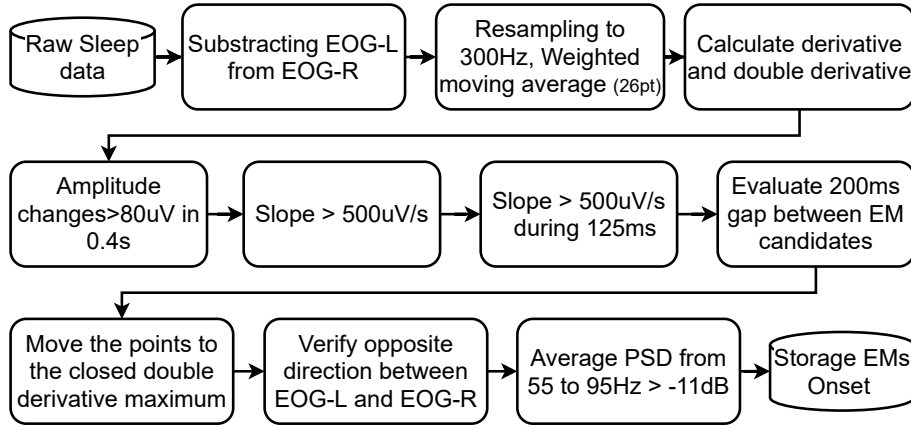 Raw Sleep
data
Substracting EOG-L
from EOG-R
Resampling to
300Hz, Weighted
moving average (26pt)
Calculate derivative
and double derivative
Amplitude
changes>80uV in
0.4s
Slope > 500uV/s
Slope > 500uV/s
during 125ms
Evaluate 200ms
gap between EM
candidates
Move the points to
the closed double
derivative maximum
Verify opposite
direction between
EOG-L and EOG-R
Average PSD from
55 to 95Hz > -11dB
Storage EMs
Onset